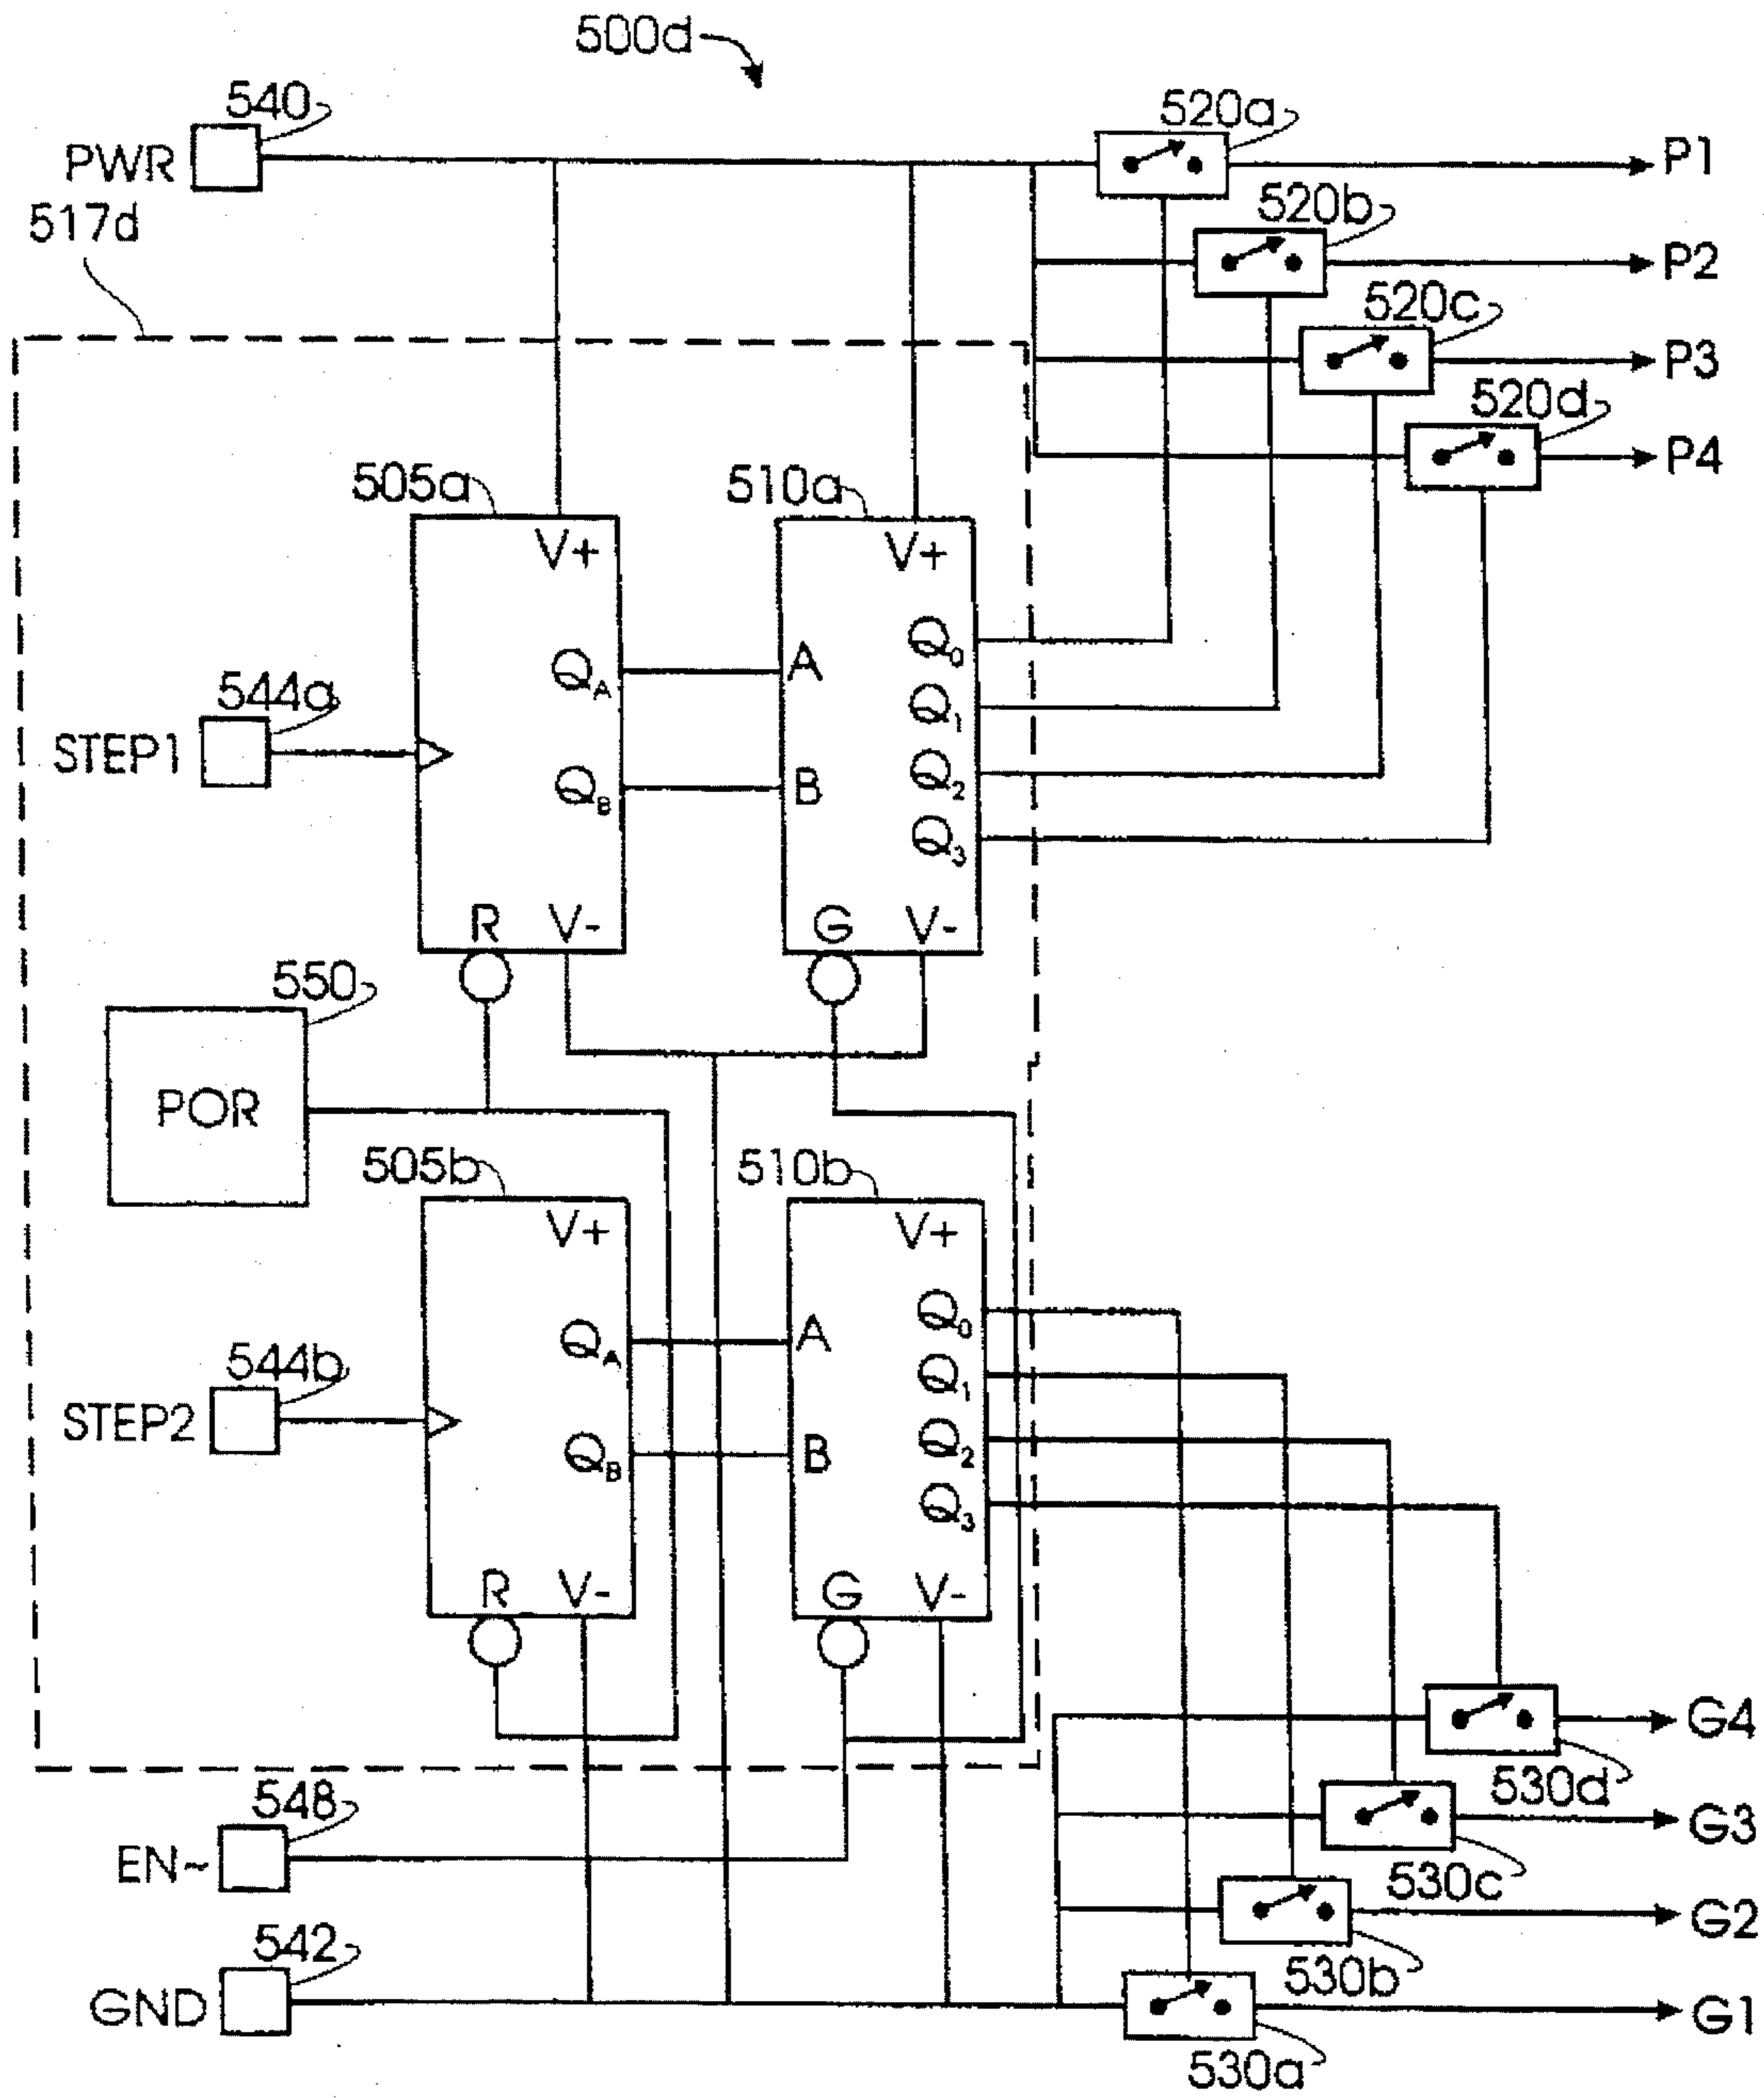 500d
540
520a
PWR
P1
517d
520b
P2
520c
P3
520d
P4
505a
510a
V+
V+
Q0
QA
A
Q1
544a
STEP1
Q2
QB
B
Q3
R
V-
G
V-
550
POR
505b
510b
V+
V+
Q0
QA
A
Q1
544b
STEP2
Q2
QB
B
Q3
R
V-
G
V-
G4
530d
548
G3
EN~
530c
G2
542
530b
GND
G1
530a